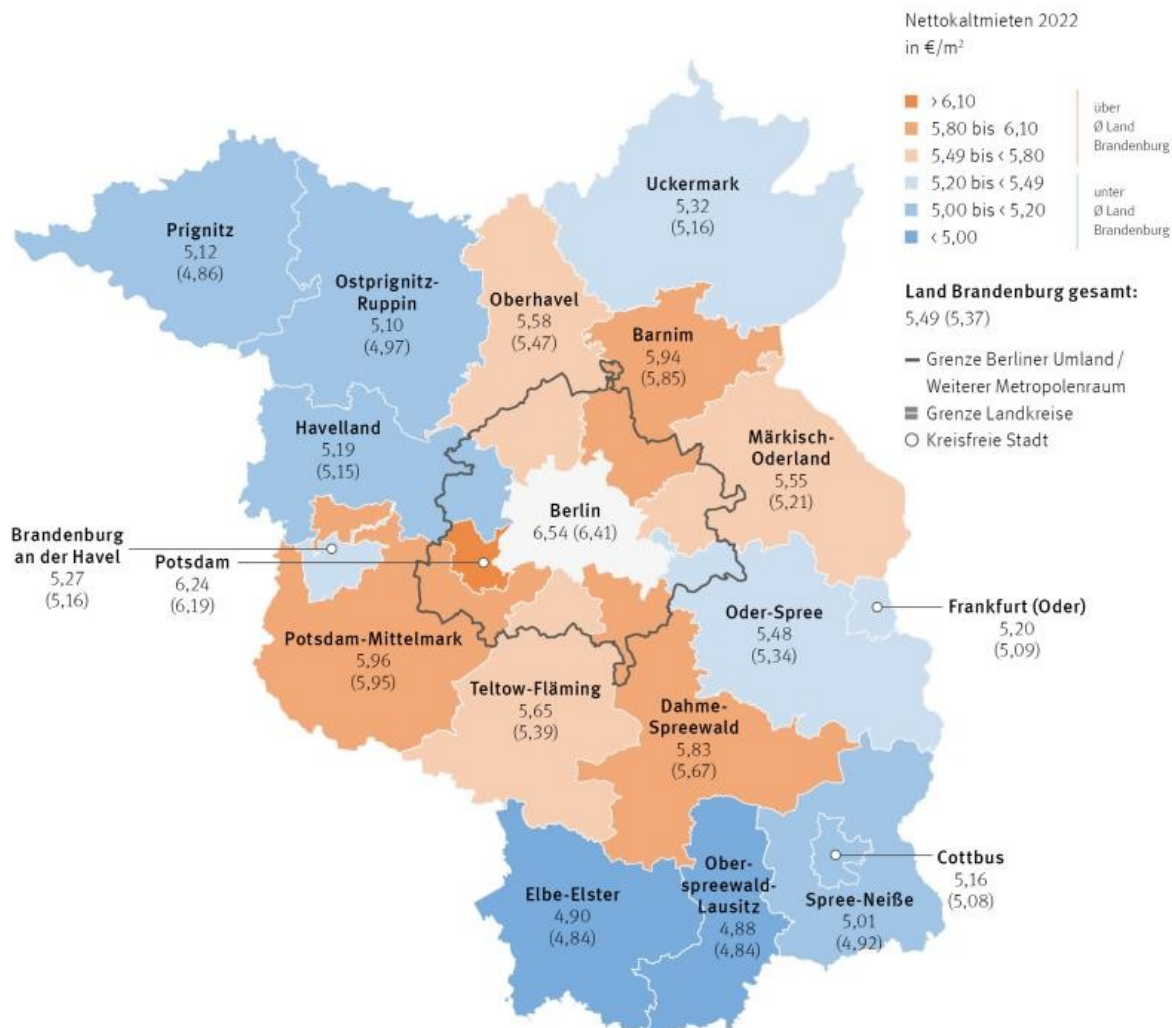 Nettokaltmieten 2022
in €/m²
> 6,10
5,80 bis 6,10
5,49 bis < 5,80
5,20 bis < 5,49
5,00 bis < 5,20
< 5,00
über
Ø Land
Brandenburg
unter
Ø Land
Brandenburg
Land Brandenburg gesamt:
5,49 (5,37)
Grenze Berliner Umland /
Weiterer Metropolenraum
Grenze Landkreise
Kreisfreie Stadt
Uckermark
5,32
(5,16)
Prignitz
5,12
(4,86)
Ostprignitz-
Ruppin
5,10
(4,97)
Oberhavel
5,58
(5,47)
Barnim
5,94
(5,85)
Havelland
5,19
(5,15)
Märkisch-
Oderland
5,55
(5,21)
Berlin
6,54 (6,41)
Brandenburg
an der Havel
5,27
(5,16)
Potsdam
6,24
(6,19)
Potsdam-Mittelmark
5,96
(5,95)
Oder-Spree
5,48
(5,34)
Frankfurt (Oder)
5,20
(5,09)
Teltow-Fläming
5,65
(5,39)
Dahme-
Spreewald
5,83
(5,67)
Elbe-Elster
4,90
(4,84)
Ober-
spreewald-
Lausitz
4,88
(4,84)
Cottbus
5,16
(5,08)
Spree-Neiße
5,01
(4,92)